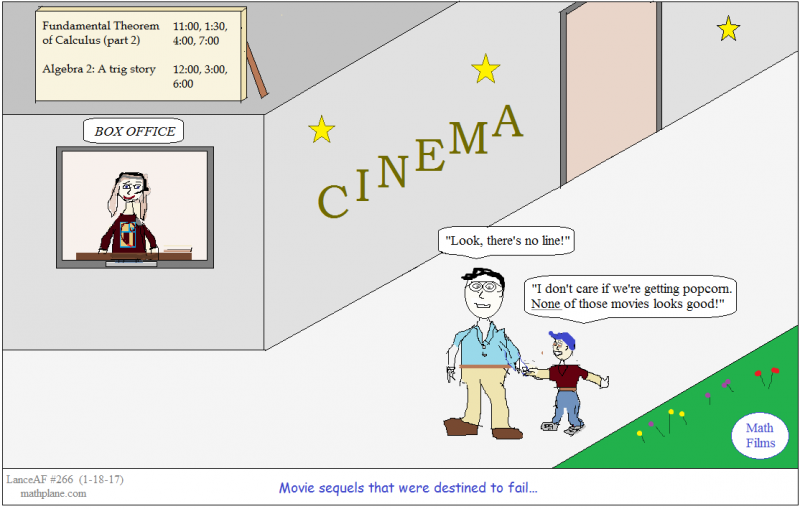 Fundamental Theorem 11:00, 1:30,
of Calculus (part 2) 4:00, 7:00
Algebra 2: A trig story 12:00, 3:00,
6:00
BOX OFFICE
CINEMA
"Look, there's no line!"
"I don't care if we're getting popcorn.
None of those movies looks good!"
Math
Films
LanceAF #266 (1-18-17)
mathplane.com
Movie sequels that were destined to fail...